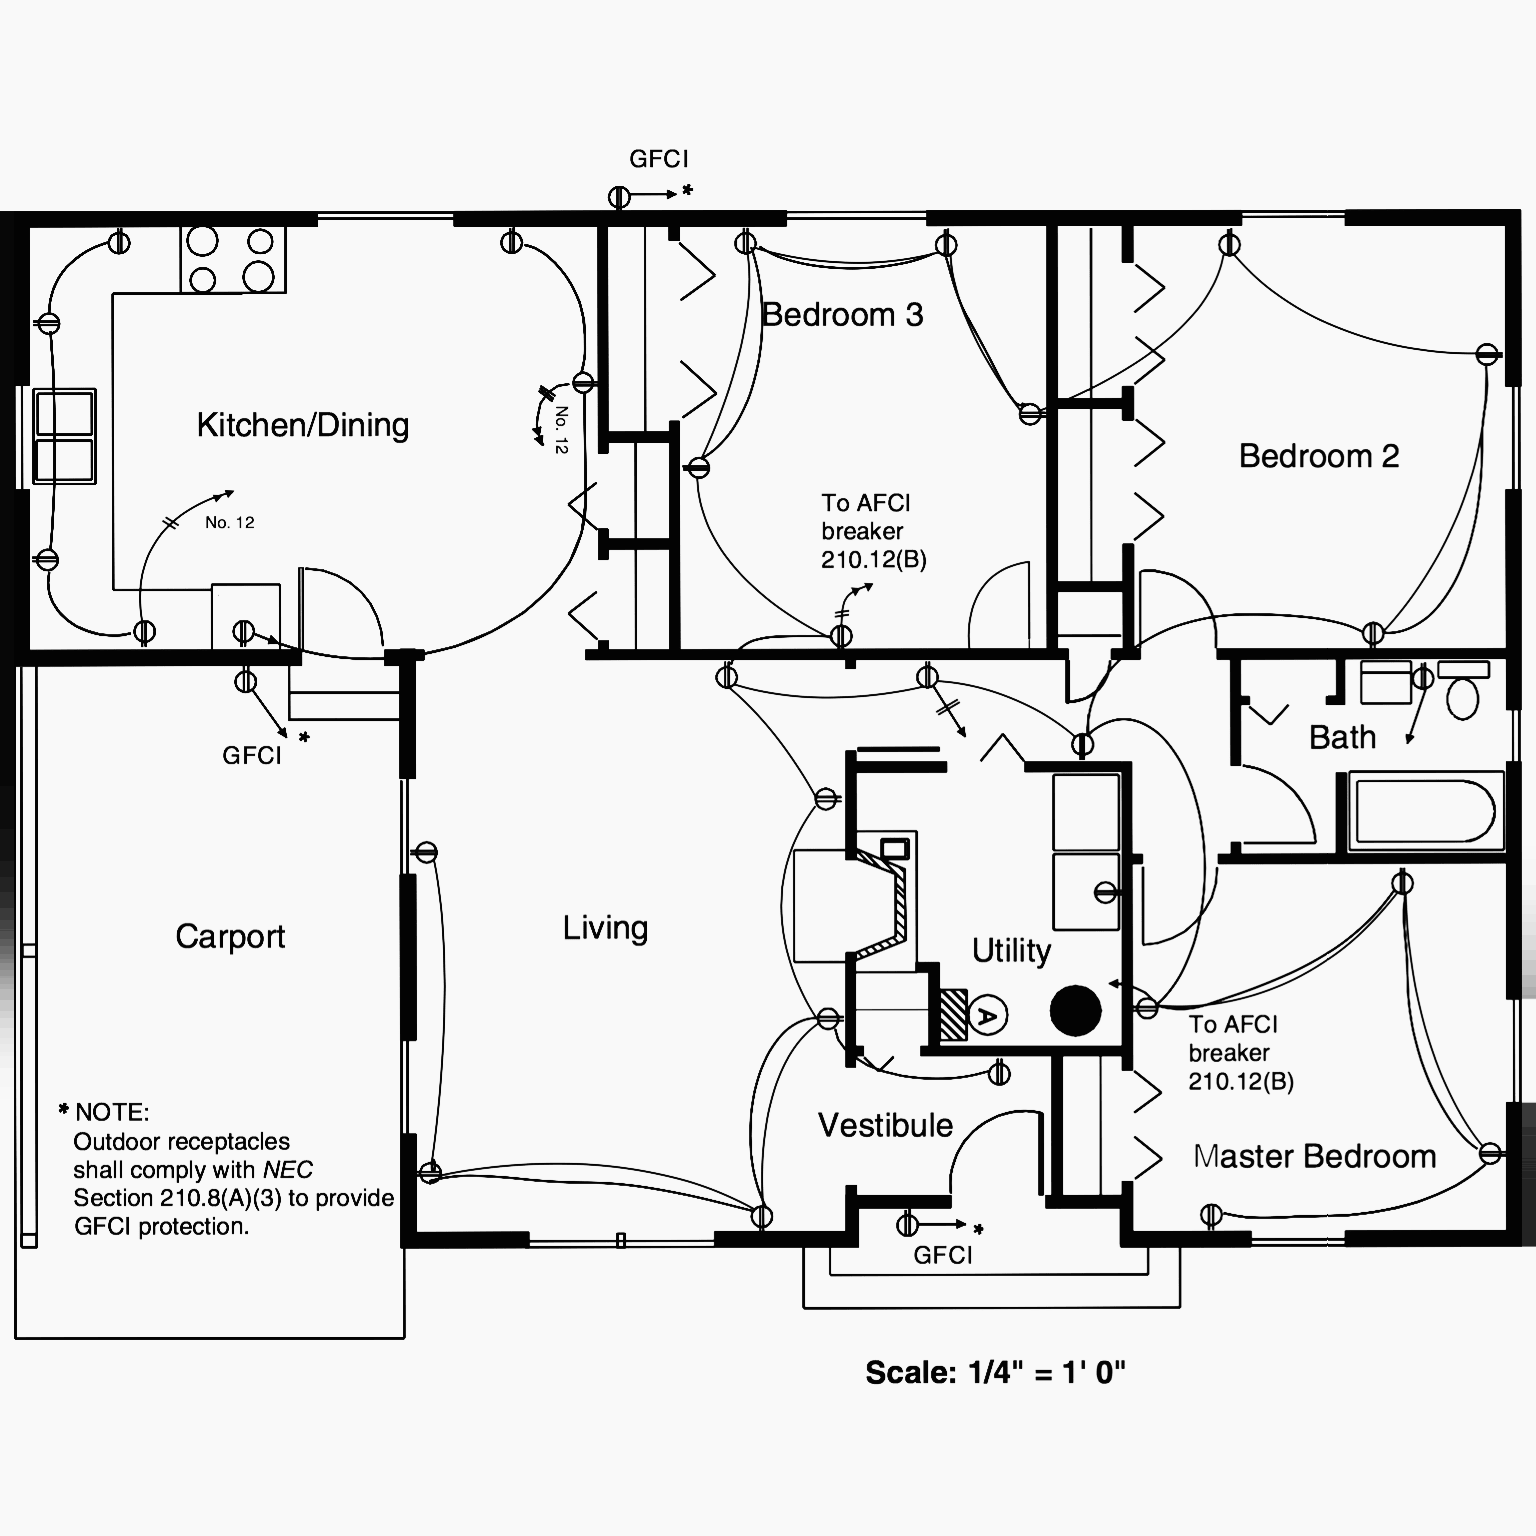 GFCI
*
Bedroom 3
Kitchen/Dining
No. 12
Bedroom 2
To AFCI
breaker
210.12(B)
No. 12
GFCI
*
Bath
Carport
Living
Utility
A
To AFCI
breaker
210.12(B)
* NOTE:
Outdoor receptacles
shall comply with NEC
Section 210.8(A)(3) to provide
GFCI protection.
Vestibule
Master Bedroom
*
GFCI
Scale: 1/4" = 1' 0"